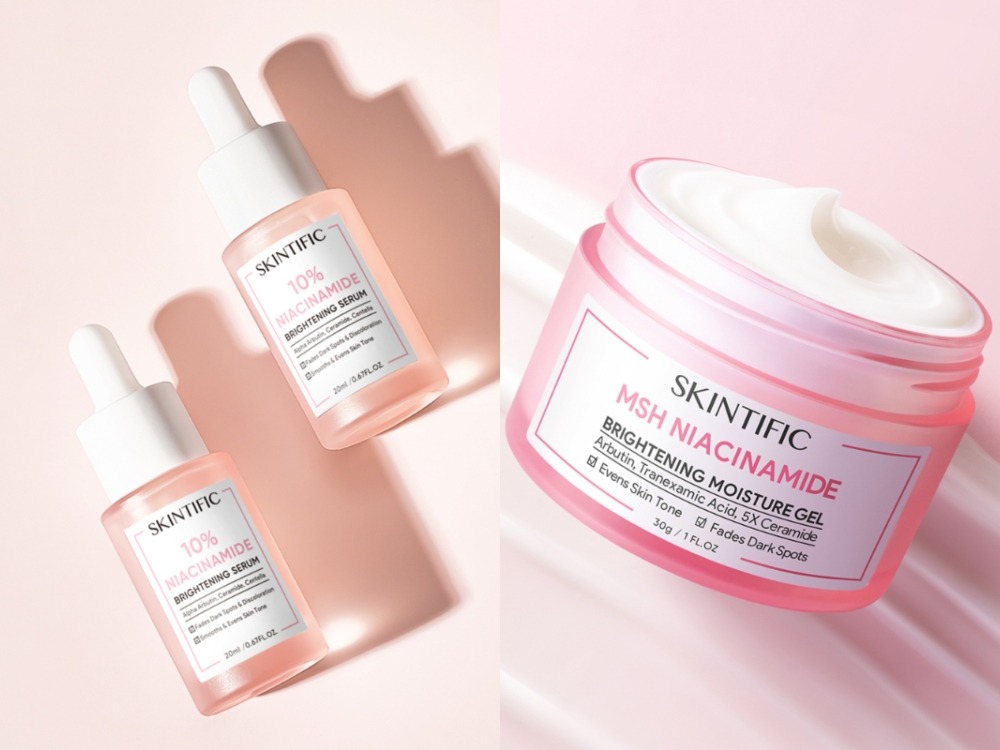 SKINTIFIC
10%
NIACINAMIDE
BRIGHTENING SERUM
Alpha Arbutin, Ceramide, Centella
Fades Dark Spots & Discoloration
Smooths & Evens Skin Tone
20ml /0.67FL.OZ.
SKINTIFIC
10%
NIACINAMIDE
BRIGHTENING SERUM
Alpha Arbutin, Ceramide, Centella
Fades Dark Spots & Discoloration
Smooths & Evens Skin Tone
20ml /0.67FL.OZ.
SKINTIFIC
MSH NIACINAMIDE
BRIGHTENING MOISTURE GEL
Arbutin, Tranexamic Acid, 5X Ceramide
☑ Evens Skin Tone ☑ Fades Dark Spots
30g / 1 FL.OZ